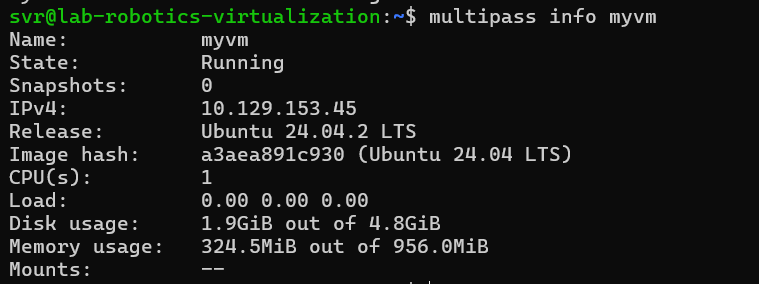 svr@lab-robotics-virtualization:~$ multipass info myvm
Name:           myvm
State:          Running
Snapshots:      0
IPv4:           10.129.153.45
Release:        Ubuntu 24.04.2 LTS
Image hash:     a3aea891c930 (Ubuntu 24.04 LTS)
CPU(s):         1
Load:           0.00 0.00 0.00
Disk usage:     1.9GiB out of 4.8GiB
Memory usage:   324.5MiB out of 956.0MiB
Mounts:         --